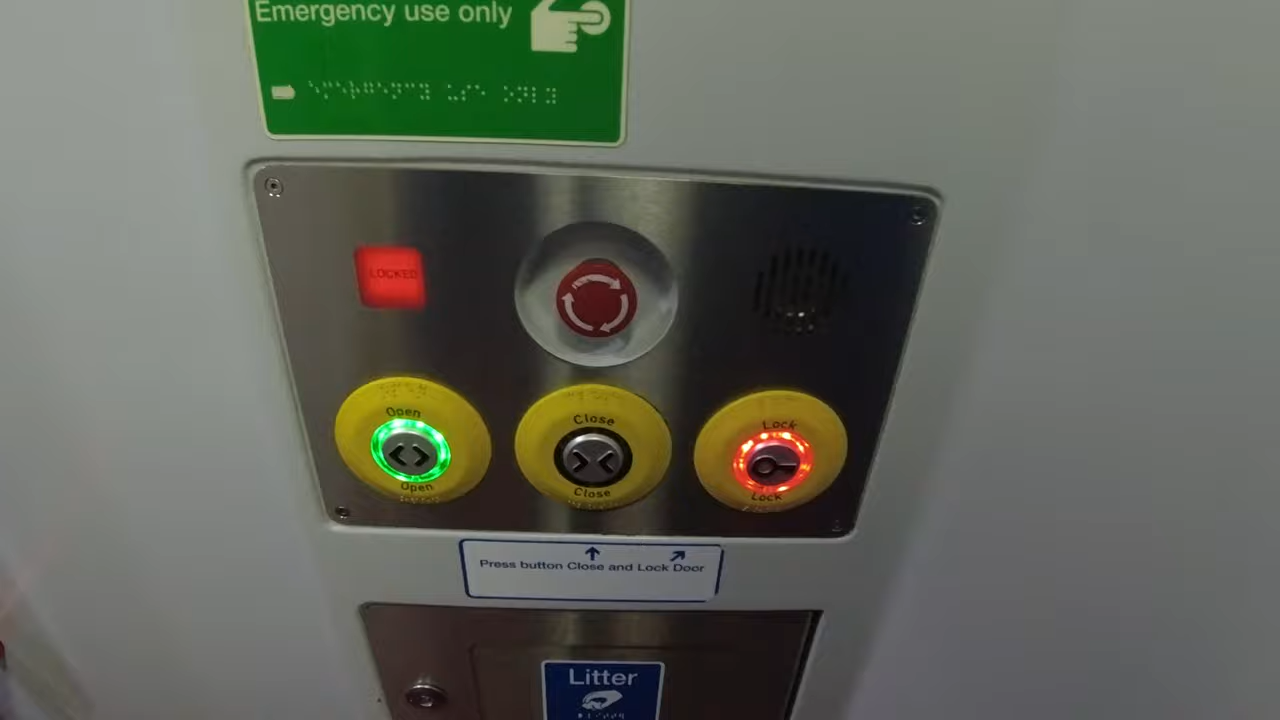 Emergency use only
LOCKED
Open
Open
Close
Close
Lock
Lock
Press button Close and Lock Door
Litter